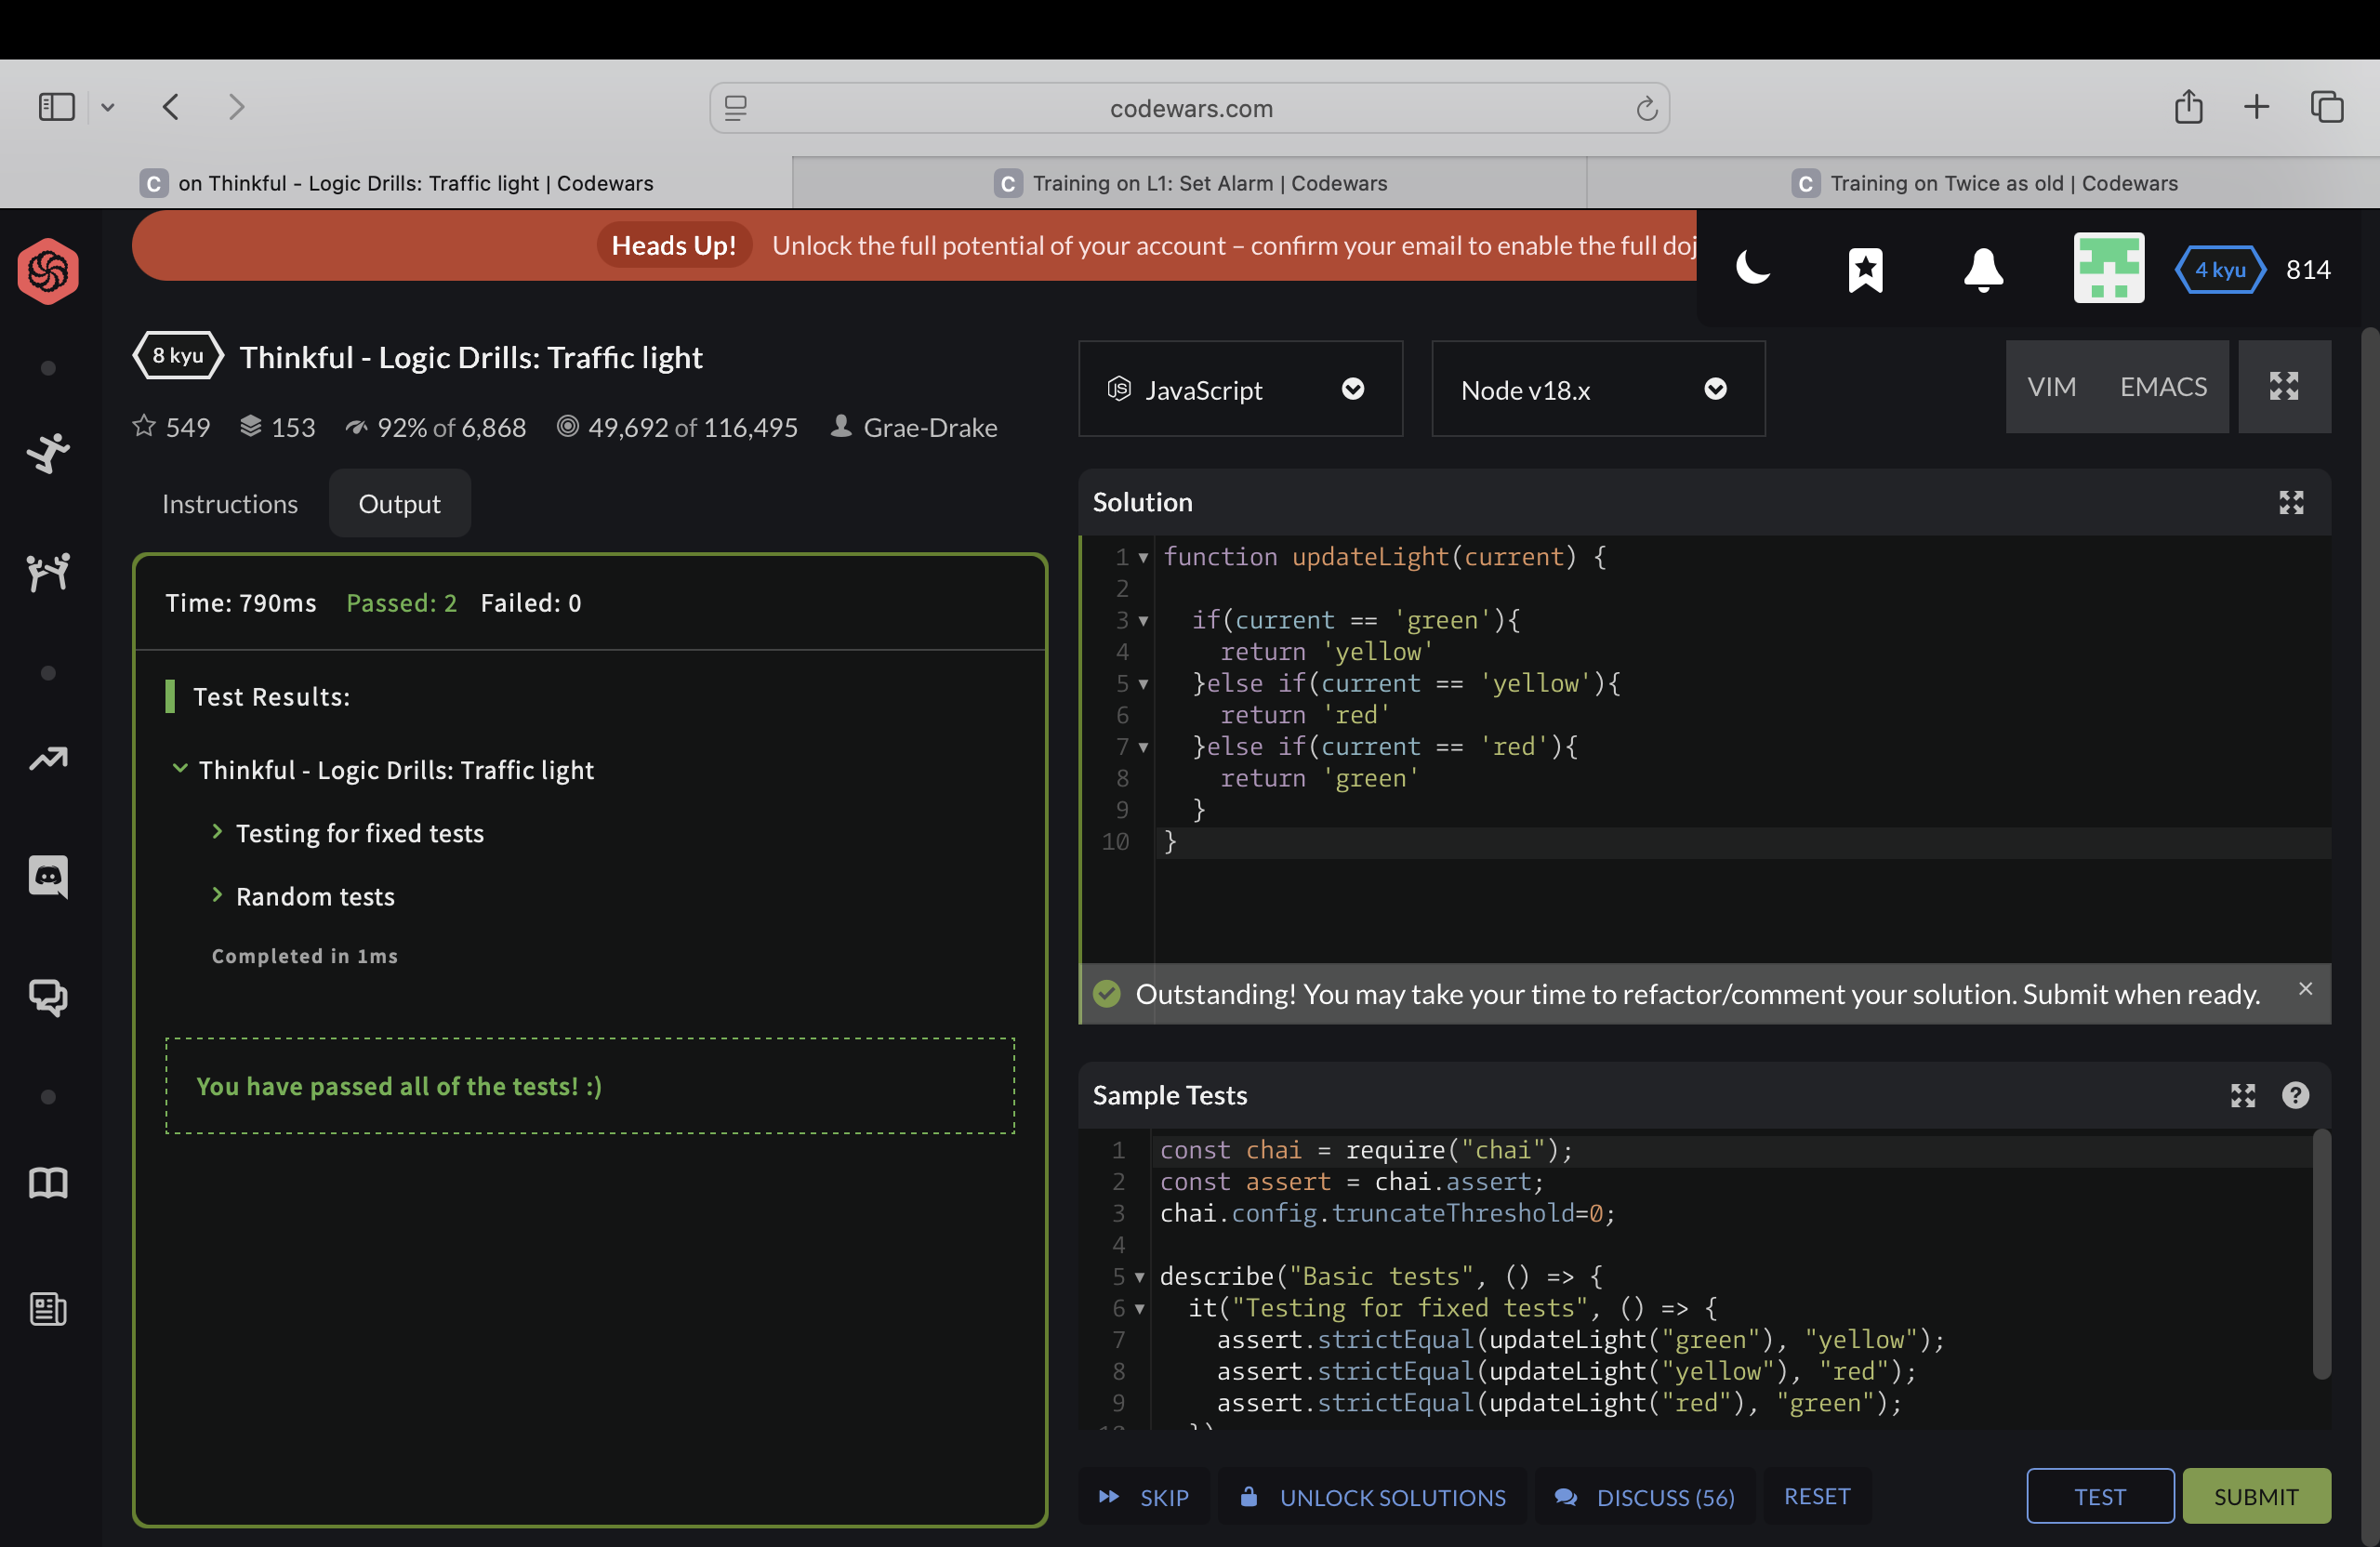 codewars.com
C on Thinkful - Logic Drills: Traffic light | Codewars
C Training on L1: Set Alarm | Codewars
C Training on Twice as old | Codewars
Heads Up! Unlock the full potential of your account – confirm your email to enable the full doj
4 kyu 814
8 kyu Thinkful - Logic Drills: Traffic light
549 153 92% of 6,868 49,692 of 116,495 Grae-Drake
JS JavaScript
Node v18.x
VIM EMACS
Instructions Output
Time: 790ms Passed: 2 Failed: 0
Test Results:
Thinkful - Logic Drills: Traffic light
Testing for fixed tests
Random tests
Completed in 1ms
You have passed all of the tests! :)
Solution
1 function updateLight(current) {
2
3   if(current == 'green'){
4     return 'yellow'
5   }else if(current == 'yellow'){
6     return 'red'
7   }else if(current == 'red'){
8     return 'green'
9   }
10 }
Outstanding! You may take your time to refactor/comment your solution. Submit when ready. ×
Sample Tests ?
1 const chai = require("chai");
2 const assert = chai.assert;
3 chai.config.truncateThreshold=0;
4
5 describe("Basic tests", () => {
6   it("Testing for fixed tests", () => {
7     assert.strictEqual(updateLight("green"), "yellow");
8     assert.strictEqual(updateLight("yellow"), "red");
9     assert.strictEqual(updateLight("red"), "green");
SKIP UNLOCK SOLUTIONS DISCUSS (56) RESET TEST SUBMIT